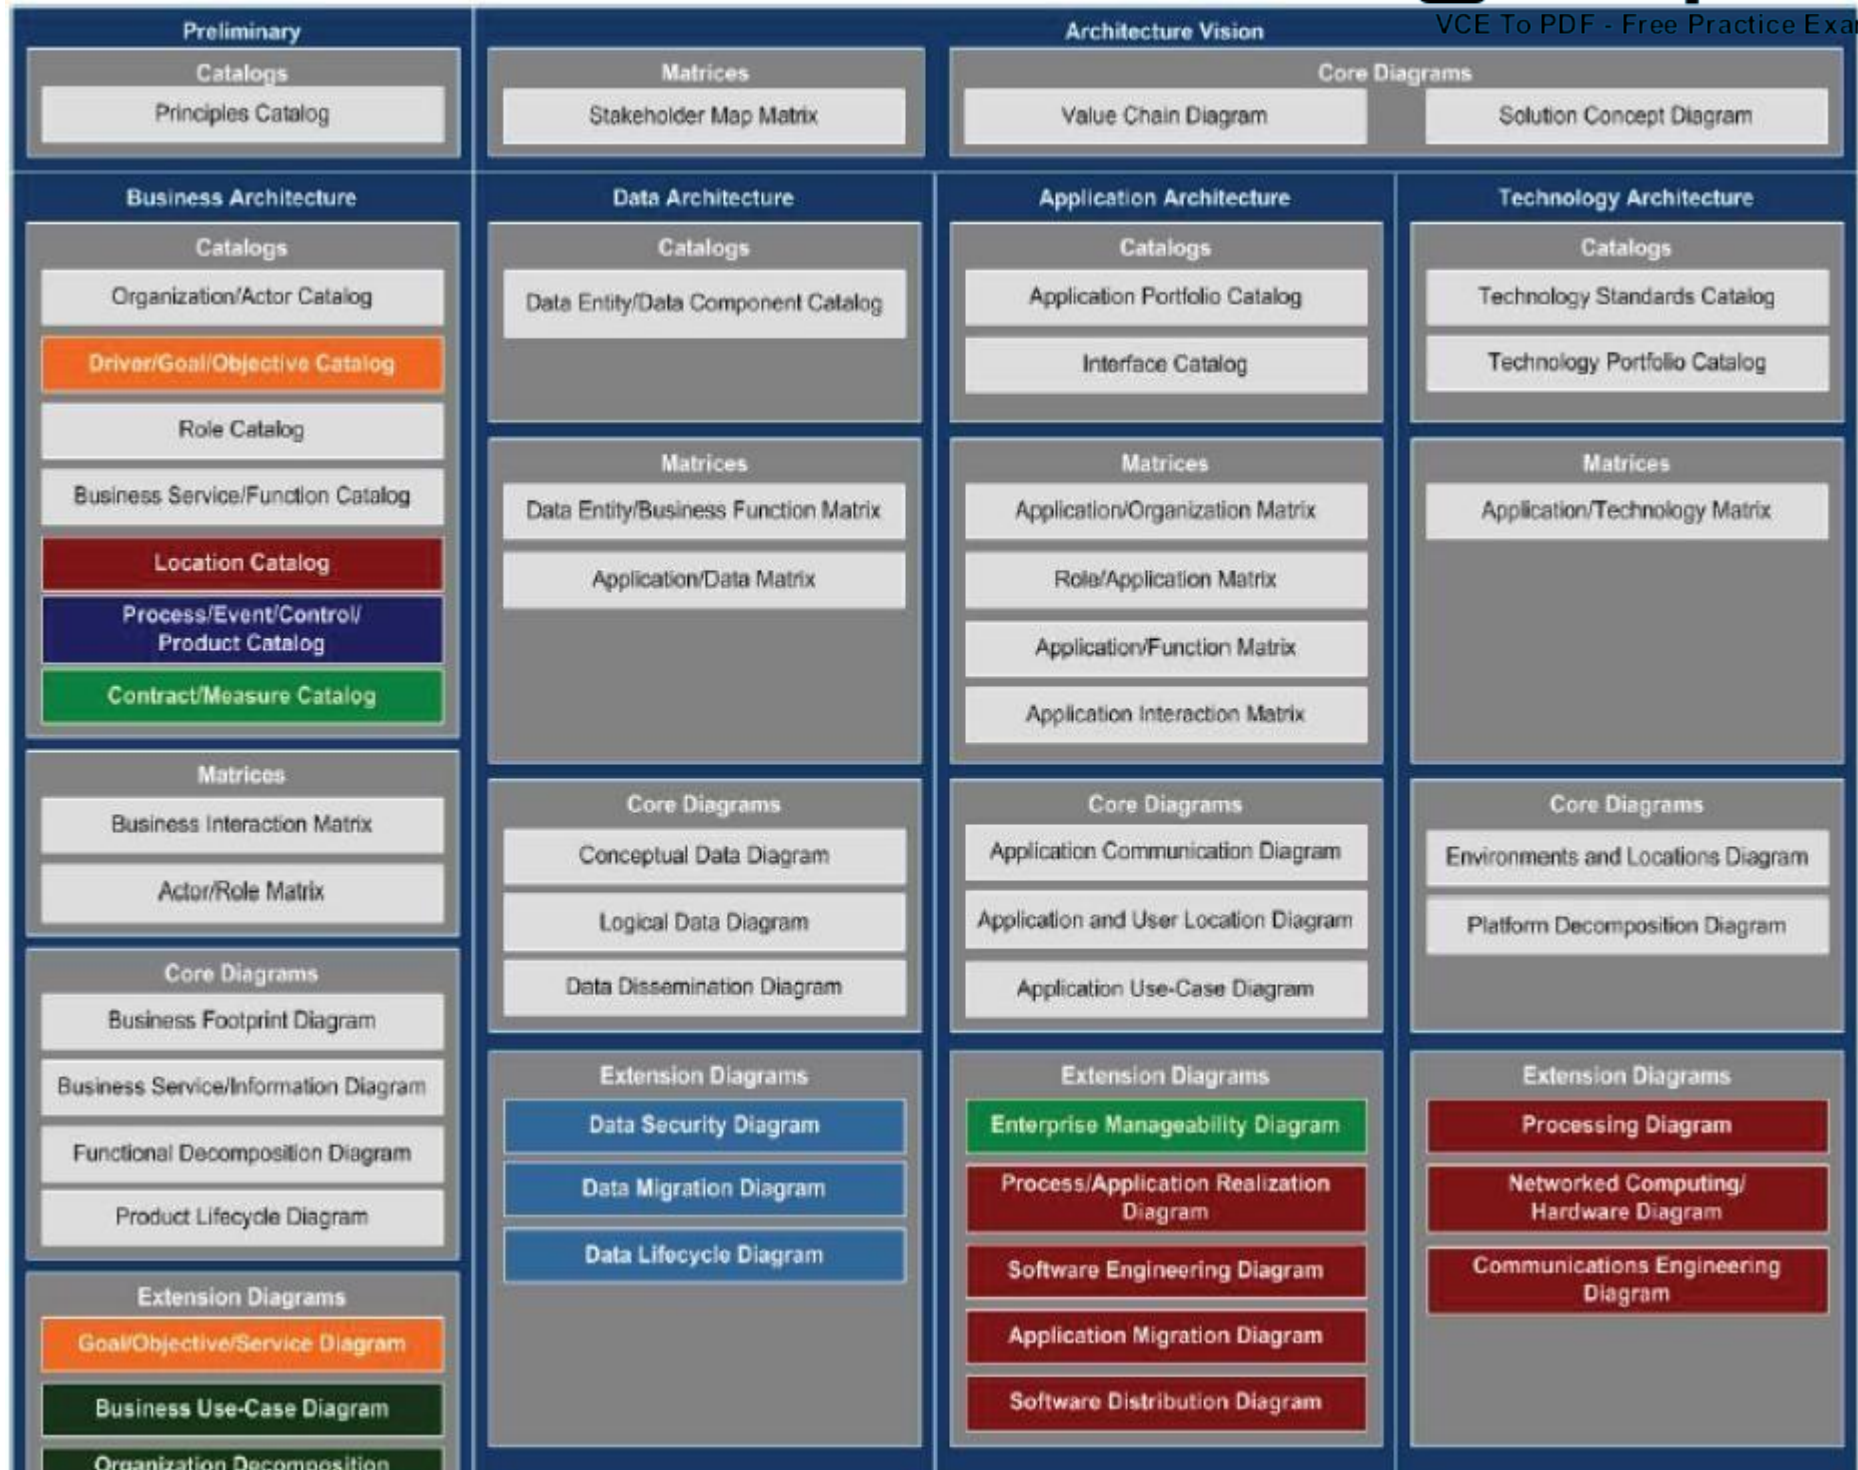 VCE To PDF - Free Practice Exa
Preliminary
Catalogs
Principles Catalog
Architecture Vision
Matrices
Stakeholder Map Matrix
Core Diagrams
Value Chain Diagram
Solution Concept Diagram
Business Architecture
Catalogs
Organization/Actor Catalog
Driver/Goal/Objective Catalog
Role Catalog
Business Service/Function Catalog
Location Catalog
Process/Event/Control/
Product Catalog
Contract/Measure Catalog
Matrices
Business Interaction Matrix
Actor/Role Matrix
Core Diagrams
Business Footprint Diagram
Business Service/Information Diagram
Functional Decomposition Diagram
Product Lifecycle Diagram
Extension Diagrams
Goal/Objective/Service Diagram
Business Use-Case Diagram
Organization Decomposition
Data Architecture
Catalogs
Data Entity/Data Component Catalog
Matrices
Data Entity/Business Function Matrix
Application/Data Matrix
Core Diagrams
Conceptual Data Diagram
Logical Data Diagram
Data Dissemination Diagram
Extension Diagrams
Data Security Diagram
Data Migration Diagram
Data Lifecycle Diagram
Application Architecture
Catalogs
Application Portfolio Catalog
Interface Catalog
Matrices
Application/Organization Matrix
Role/Application Matrix
Application/Function Matrix
Application Interaction Matrix
Core Diagrams
Application Communication Diagram
Application and User Location Diagram
Application Use-Case Diagram
Extension Diagrams
Enterprise Manageability Diagram
Process/Application Realization
Diagram
Software Engineering Diagram
Application Migration Diagram
Software Distribution Diagram
Technology Architecture
Catalogs
Technology Standards Catalog
Technology Portfolio Catalog
Matrices
Application/Technology Matrix
Core Diagrams
Environments and Locations Diagram
Platform Decomposition Diagram
Extension Diagrams
Processing Diagram
Networked Computing/
Hardware Diagram
Communications Engineering
Diagram